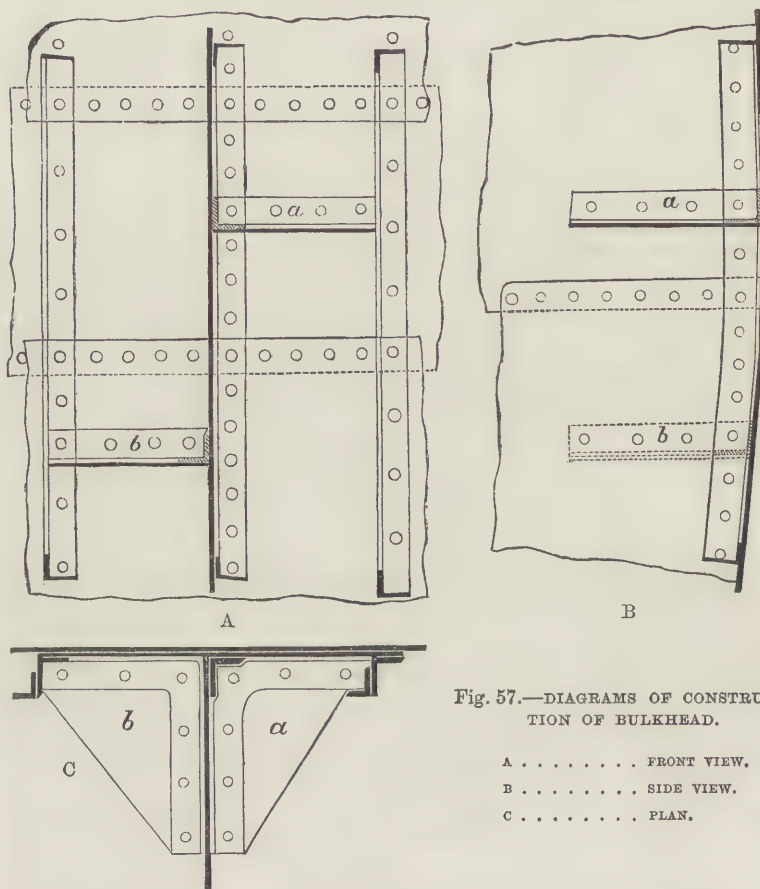 a
a
b
b
A
B
b
a
C
Fig. 57.—DIAGRAMS OF CONSTRU
TION OF BULKHEAD.
A . . . . . . . . FRONT VIEW.
B . . . . . . . . SIDE VIEW.
C . . . . . . . . PLAN.